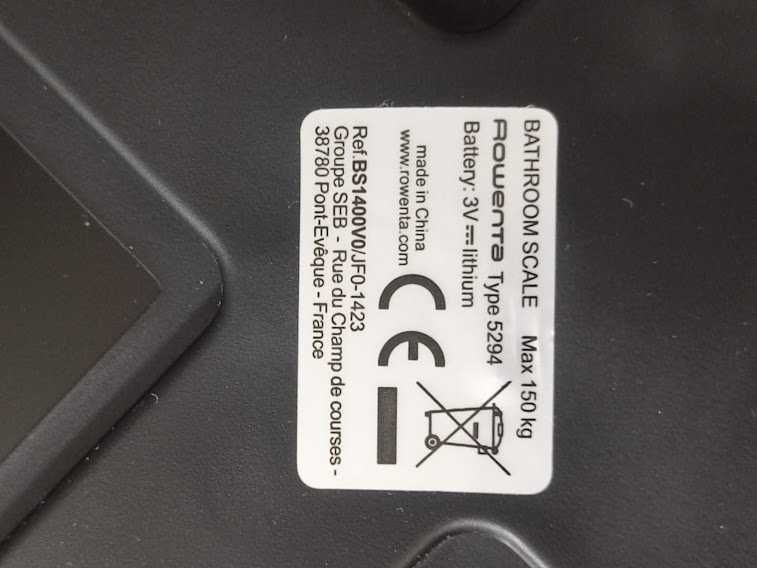 BATHROOM SCALE Max 150 kg
Rowenta Type 5294
Battery: 3V⎓lithium
made in China
www.rowenta.com
CE
Ref.BS1400V0/JF0-1423
Groupe SEB - Rue du Champ de courses -
38780 Pont-Evêque - France